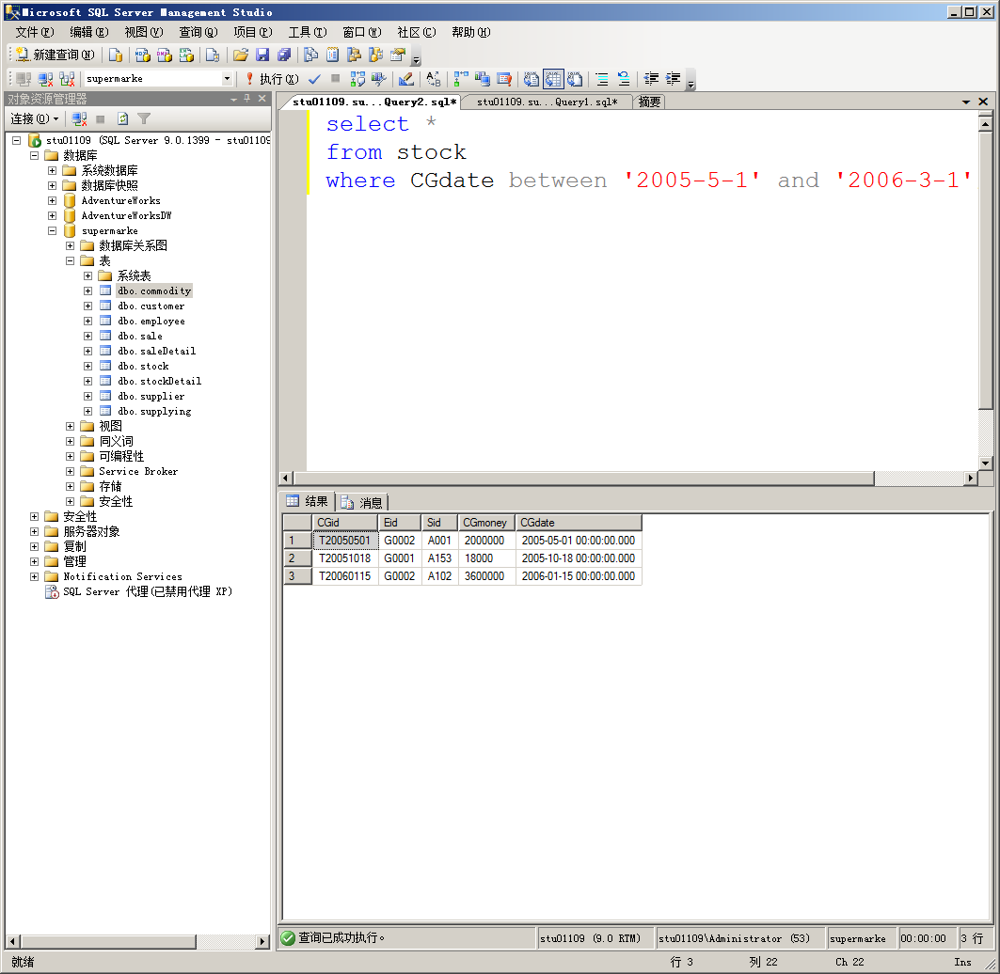 Microsoft SQL Server Management Studio
文件(F) 编辑(E) 视图(V) 查询(Q) 项目(P) 工具(T) 窗口(W) 社区(C) 帮助(H)
新建查询(N)
supermarke 执行(X)
对象资源管理器
连接(O)
stu01109 (SQL Server 9.0.1399 - stu01109
数据库
系统数据库
数据库快照
AdventureWorks
AdventureWorksDW
supermarke
数据库关系图
表
系统表
dbo.commodity
dbo.customer
dbo.employee
dbo.sale
dbo.saleDetail
dbo.stock
dbo.stockDetail
dbo.supplier
dbo.supplying
视图
同义词
可编程性
Service Broker
存储
安全性
安全性
服务器对象
复制
管理
Notification Services
SQL Server 代理(已禁用代理 XP)
stu01109.su...Query2.sql* stu01109.su...Query1.sql* 摘要
select *
from stock
where CGdate between '2005-5-1' and '2006-3-1'
结果 消息
CGid Eid Sid CGmoney CGdate
1 T20050501 G0002 A001 2000000 2005-05-01 00:00:00.000
2 T20051018 G0001 A153 18000 2005-10-18 00:00:00.000
3 T20060115 G0002 A102 3600000 2006-01-15 00:00:00.000
查询已成功执行。 stu01109 (9.0 RTM) stu01109\Administrator (53) supermarke 00:00:00 3 行
就绪 行 3 列 22 Ch 22 Ins